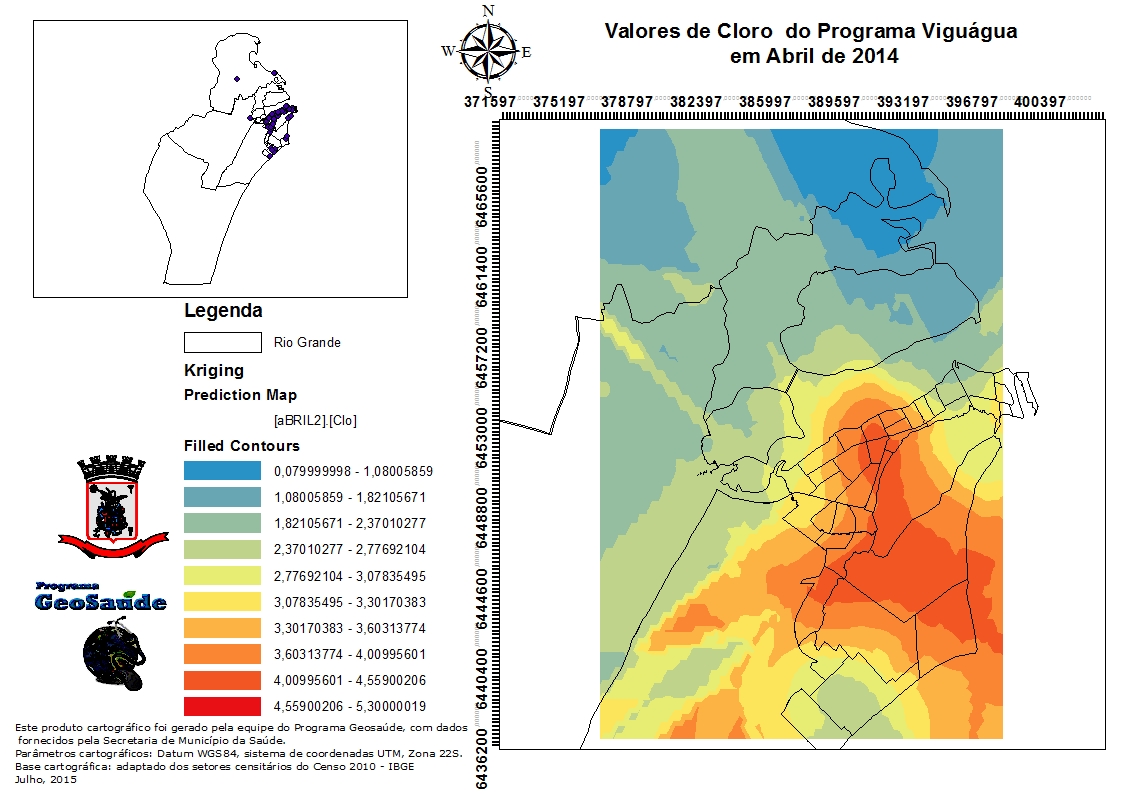 Valores de Cloro do Programa Viguágua
em Abril de 2014
N
W E
S
371597 375197 378797 382397 385997 389597 393197 396797 400397
6465600
6461400
6457200
6453000
6448800
6444600
6440400
6436200
Legenda
Rio Grande
Kriging
Prediction Map
[aBRIL2].[Clo]
Filled Contours
0,079999998 - 1,08005859
1,08005859 - 1,82105671
1,82105671 - 2,37010277
2,37010277 - 2,77692104
2,77692104 - 3,07835495
3,07835495 - 3,30170383
3,30170383 - 3,60313774
3,60313774 - 4,00995601
4,00995601 - 4,55900206
4,55900206 - 5,30000019
Programa
GeoSaúde
Este produto cartográfico foi gerado pela equipe do Programa Geosaúde, com dados
fornecidos pela Secretaria de Município da Saúde.
Parâmetros cartográficos: Datum WGS84, sistema de coordenadas UTM, Zona 22S.
Base cartográfica: adaptado dos setores censitários do Censo 2010 - IBGE
Julho, 2015